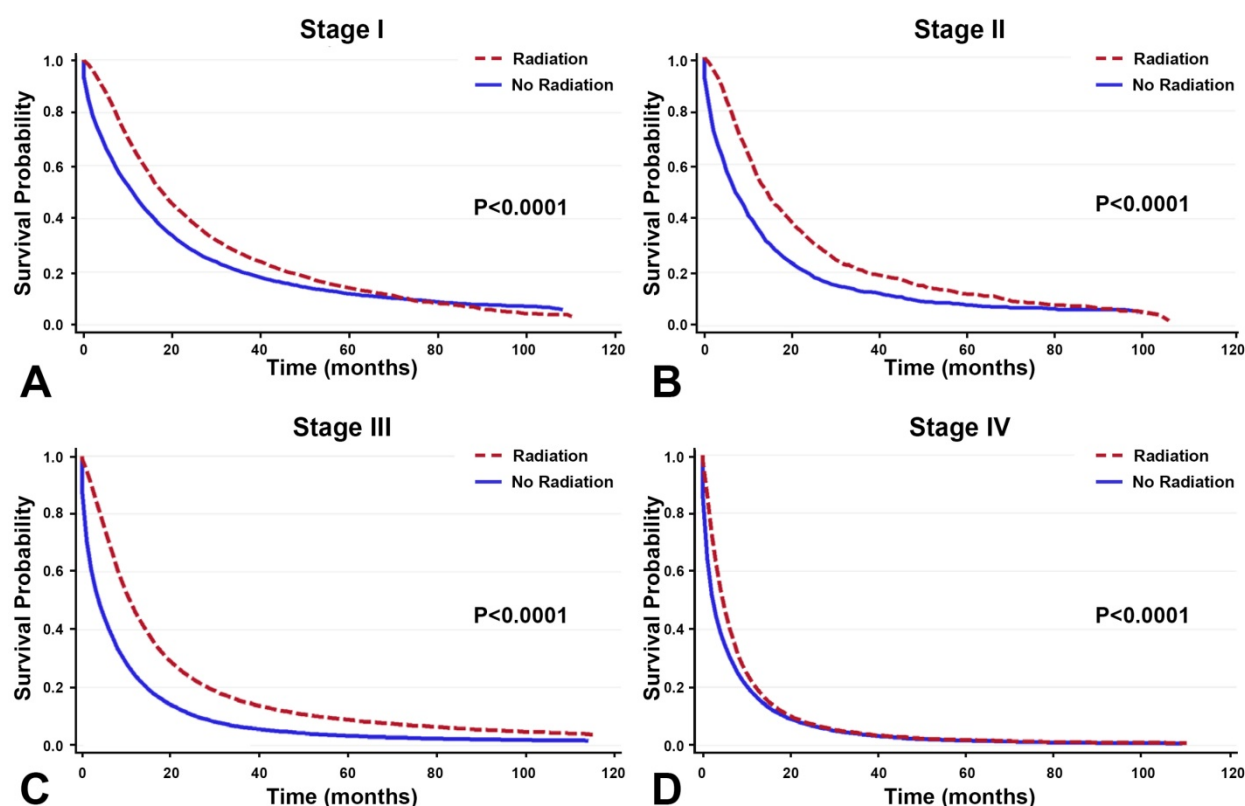 Stage I
Radiation
No Radiation
Survival Probability
1.0
0.8
0.6
0.4
0.2
0.0
P<0.0001
0 20 40 60 80 100 120
Time (months)
A
Stage II
Radiation
No Radiation
Survival Probability
1.0
0.8
0.6
0.4
0.2
0.0
P<0.0001
0 20 40 60 80 100 120
Time (months)
B
Stage III
Radiation
No Radiation
Survival Probability
1.0
0.8
0.6
0.4
0.2
0.0
P<0.0001
0 20 40 60 80 100 120
Time (months)
C
Stage IV
Radiation
No Radiation
Survival Probability
1.0
0.8
0.6
0.4
0.2
0.0
P<0.0001
0 20 40 60 80 100 120
Time (months)
D